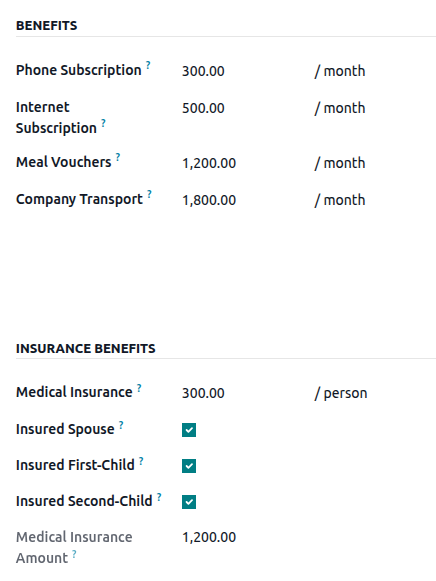 BENEFITS
Phone Subscription ? 300.00 / month
Internet
Subscription ? 500.00 / month
Meal Vouchers ? 1,200.00 / month
Company Transport ? 1,800.00 / month
INSURANCE BENEFITS
Medical Insurance ? 300.00 / person
Insured Spouse ?
Insured First-Child ?
Insured Second-Child ?
Medical Insurance 1,200.00
Amount ?